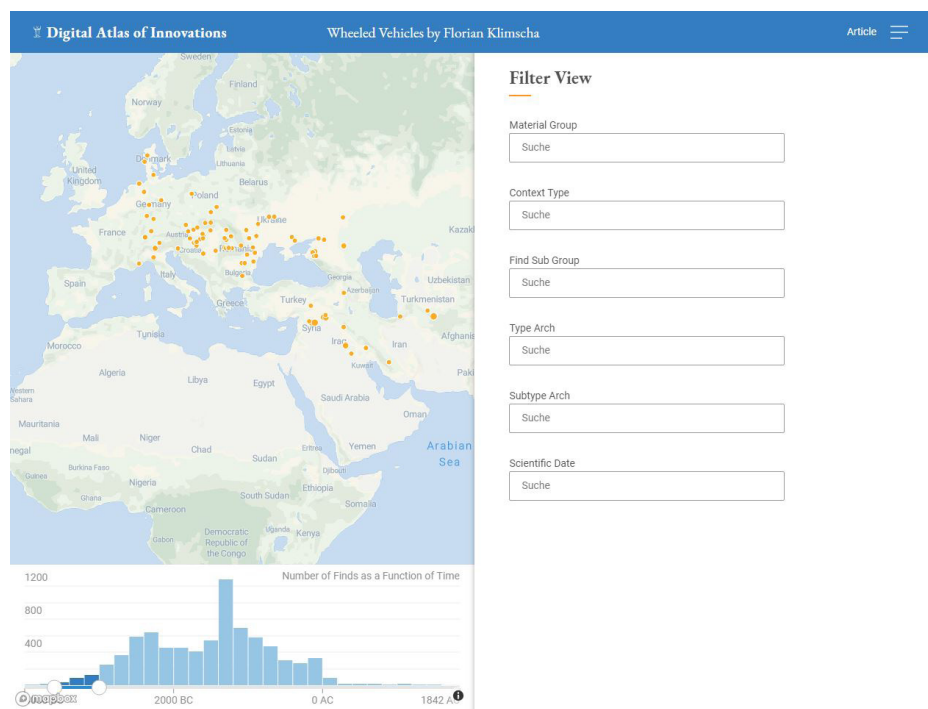 Digital Atlas of Innovations
Wheeled Vehicles by Florian Klimscha
Article
Filter View
Material Group
Suche
Context Type
Suche
Find Sub Group
Suche
Type Arch
Suche
Subtype Arch
Suche
Scientific Date
Suche
Sweden
Finland
Norway
Estonia
Latvia
Denmark
Lithuania
United
Kingdom
Belarus
Poland
Germany
Ukraine
France
Austria
Kazak
Croatia
Romania
Italy
Bulgaria
Georgia
Uzbekistan
Spain
Azerbaijan
Greece
Turkey
Turkmenistan
Syria
Tunisia
Afghanis
Morocco
Iraq
Iran
Kuwait
Algeria
Libya
Egypt
Paki
Western
Sahara
Saudi Arabia
Oman
Mauritania
Mali
Niger
Chad
Eritrea
Yemen
Arabian
Sea
negal
Sudan
Burkina Faso
Djibouti
Guinea
Nigeria
Ethiopia
Ghana
South Sudan
Somalia
Cameroon
Gabon
Democratic
Republic of
the Congo
Uganda
Kenya
Number of Finds as a Function of Time
1200
800
400
mapbox
2000 BC
0 AC
1842 AC